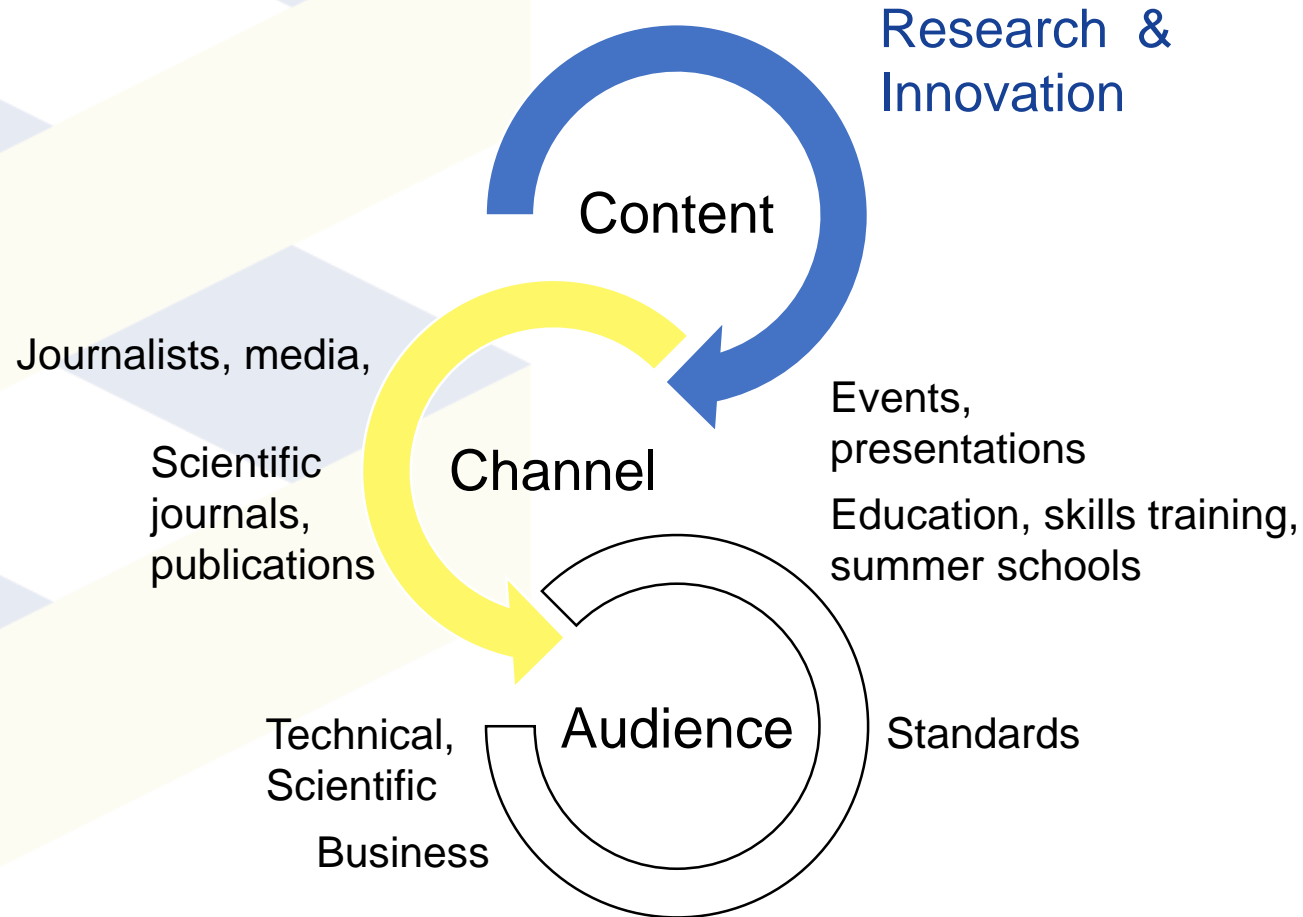 Research &
Innovation
Content
Journalists, media,
Events,
presentations
Scientific
journals,
publications
Channel
Education, skills training,
summer schools
Technical,
Scientific
Audience
Standards
Business